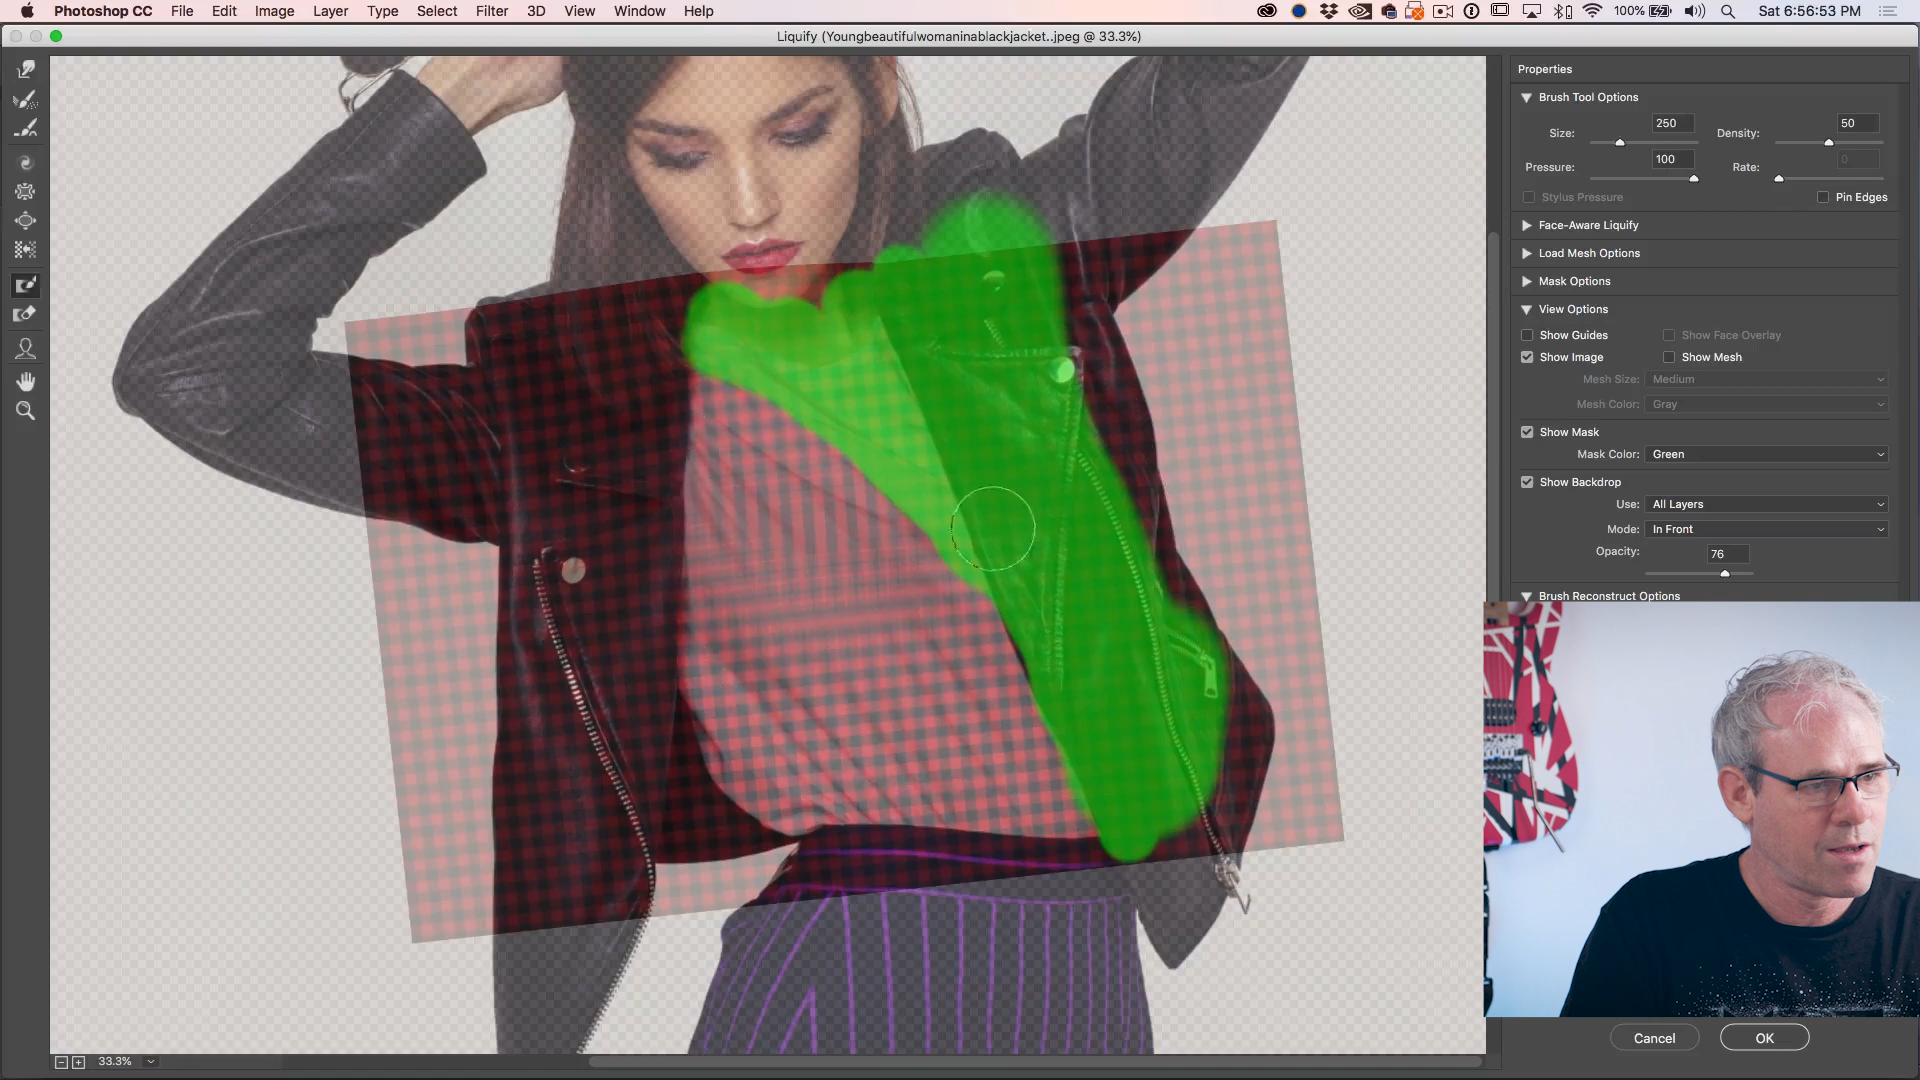 Photoshop CC File Edit Image Layer Type Select Filter 3D View Window Help 100% Sat 6:56:53 PM
Liquify (Youngbeautifulwomaninablackjacket..jpeg @ 33.3%)
Properties
Brush Tool Options
Size: 250 Density: 50
Pressure: 100 Rate: 0
Stylus Pressure Pin Edges
Face-Aware Liquify
Load Mesh Options
Mask Options
View Options
Show Guides Show Face Overlay
Show Image Show Mesh
Mesh Size: Medium
Mesh Color: Gray
Show Mask
Mask Color: Green
Show Backdrop
Use: All Layers
Mode: In Front
Opacity: 76
Brush Reconstruct Options
Cancel OK
33.3%